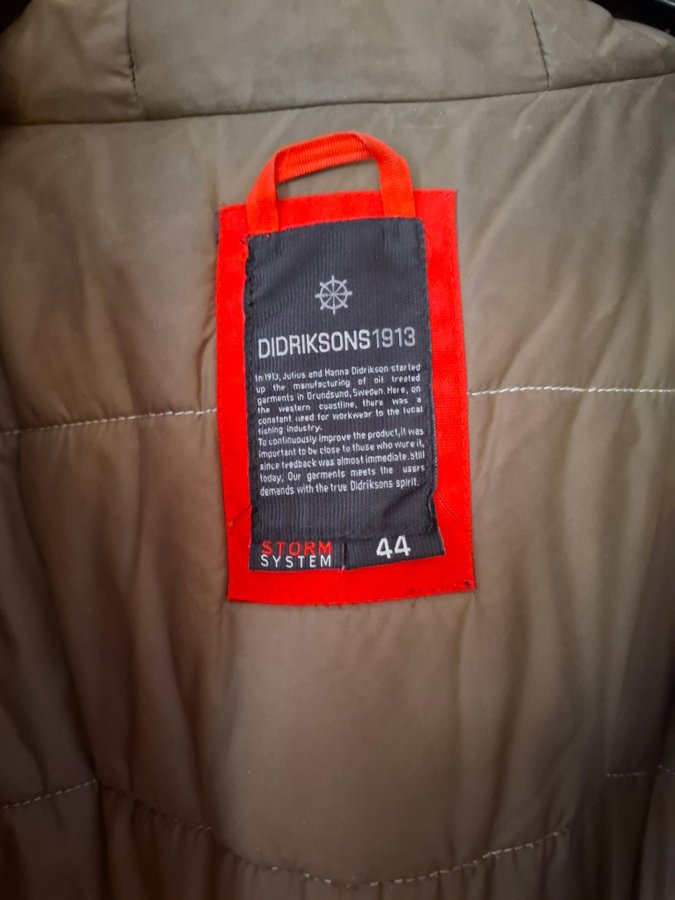 DIDRIKSONS1913
In 1913, Julius and Hanna Didrikson started
up the manufacturing of oil treated
garments in Grundsund, Sweden. Here, on
the western coastline, there was a
constant need for workwear to the local
fishing industry.
To continuously improve the product, it was
important to be close to those who wore it,
since feedback was almost immediate. Still
today, Our garments meets the users
demands with the true Didriksons spirit.
STORM
SYSTEM 44